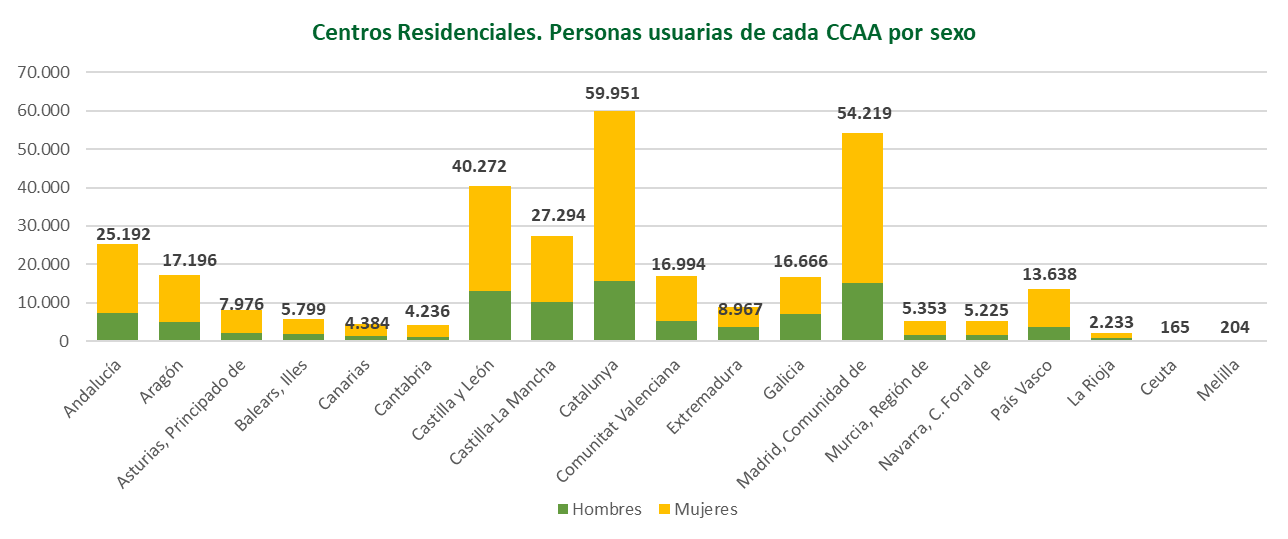 Centros Residenciales. Personas usuarias de cada CCAA por sexo
70.000
60.000
50.000
40.000
30.000
20.000
10.000
0
25.192
17.196
7.976
5.799
4.384
4.236
40.272
27.294
59.951
16.994
8.967
16.666
54.219
5.353
5.225
13.638
2.233
165
204
Andalucía
Aragón
Asturias, Principado de
Balears, Illes
Canarias
Cantabria
Castilla y León
Castilla-La Mancha
Catalunya
Comunitat Valenciana
Extremadura
Galicia
Madrid, Comunidad de
Murcia, Región de
Navarra, C. Foral de
País Vasco
La Rioja
Ceuta
Melilla
Hombres
Mujeres